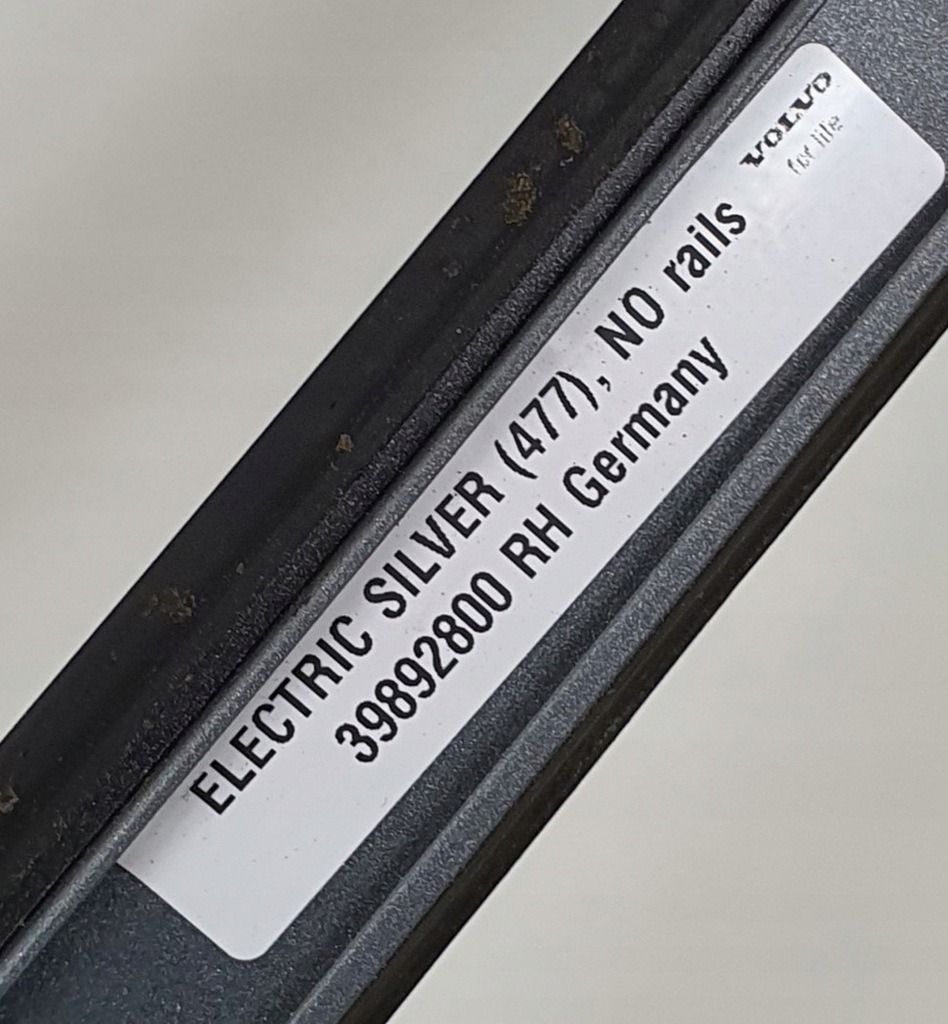 VOLVO
for life
ELECTRIC SILVER (477), NO rails
39892800 RH Germany